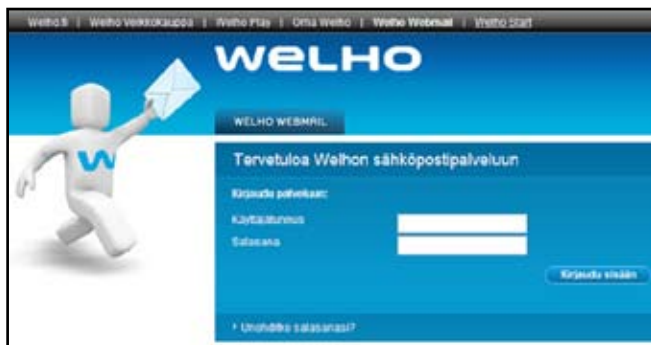 Welho.fi | Welho Verkkokauppa | Welho Play | Oma Welho | Welho Webmail | Welho Start
WELHO
WELHO WEBMAIL
W
Tervetuloa Welhon sähköpostipalveluun
Kirjaudu palveluun:
Käyttäjätunnus
Salasana
Kirjaudu sisään
Unohditko salasanasi?